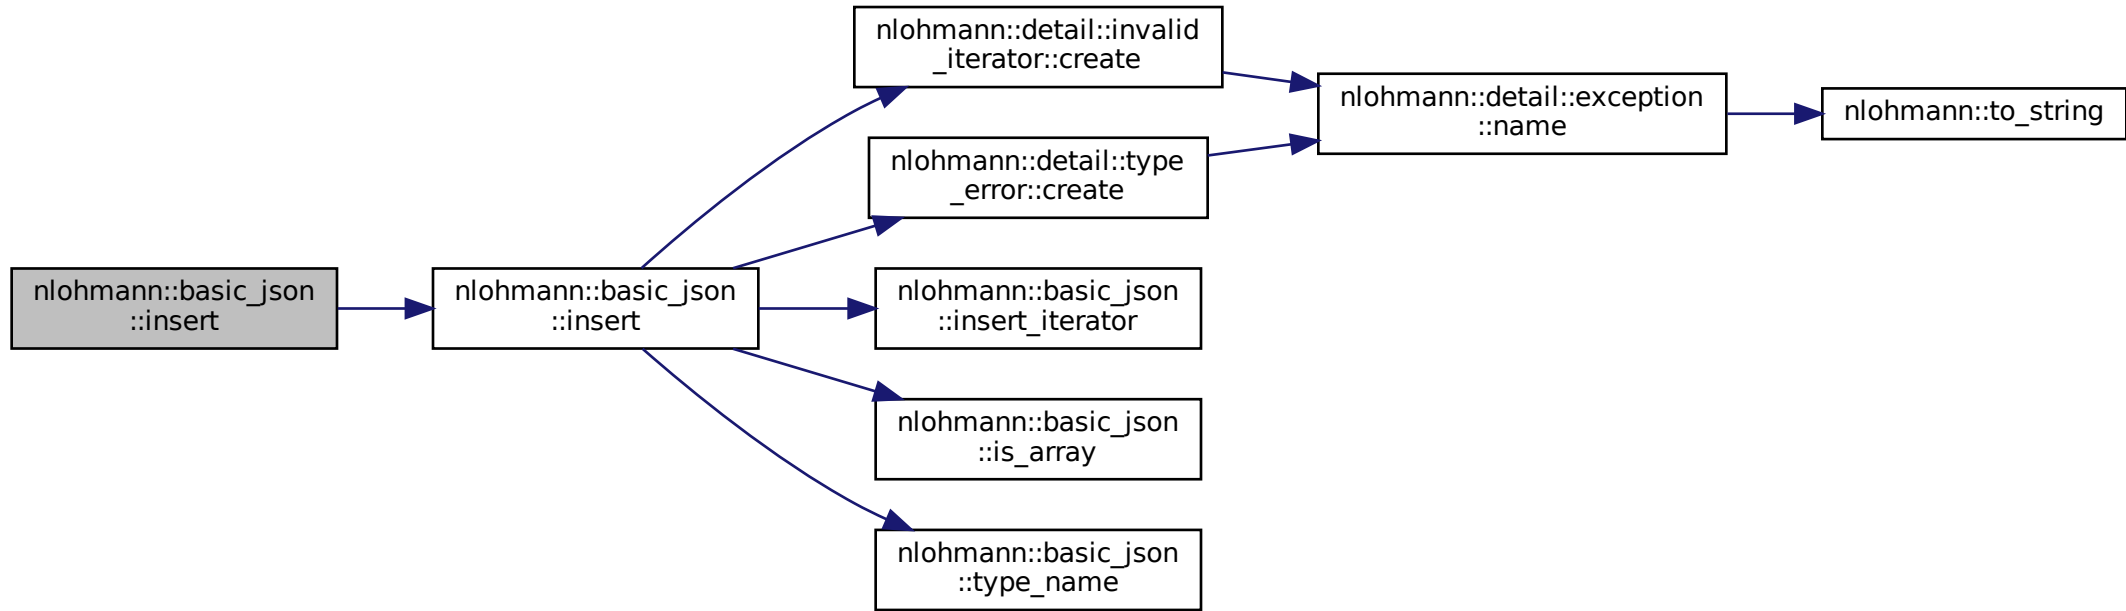 nlohmann::basic_json
::insert
nlohmann::basic_json
::insert
nlohmann::detail::invalid
_iterator::create
nlohmann::detail::type
_error::create
nlohmann::basic_json
::insert_iterator
nlohmann::basic_json
::is_array
nlohmann::basic_json
::type_name
nlohmann::detail::exception
::name
nlohmann::to_string